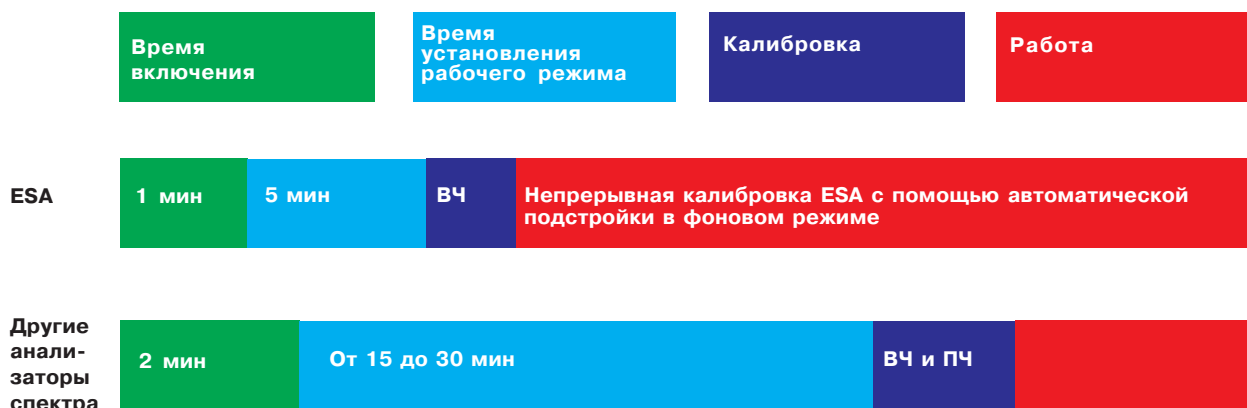 Время
включения
Время
установления
рабочего режима
Калибровка
Работа
ESA
1 мин
5 мин
ВЧ
Непрерывная калибровка ESA с помощью автоматической
подстройки в фоновом режиме
Другие
анали-
заторы
спектра
2 мин
От 15 до 30 мин
ВЧ и ПЧ